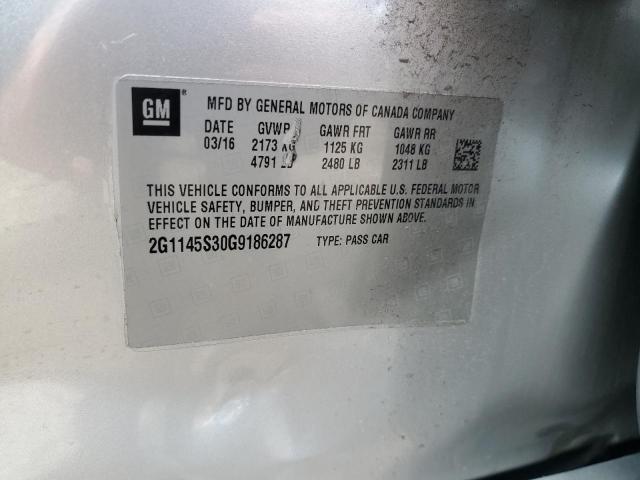 GM®
MFD BY GENERAL MOTORS OF CANADA COMPANY
DATE GVWR GAWR FRT GAWR RR
03/16 2173 KG 1125 KG 1048 KG
4791 LB 2480 LB 2311 LB
THIS VEHICLE CONFORMS TO ALL APPLICABLE U.S. FEDERAL MOTOR
VEHICLE SAFETY, BUMPER, AND THEFT PREVENTION STANDARDS IN
EFFECT ON THE DATE OF MANUFACTURE SHOWN ABOVE.
2G1145S30G9186287 TYPE: PASS CAR